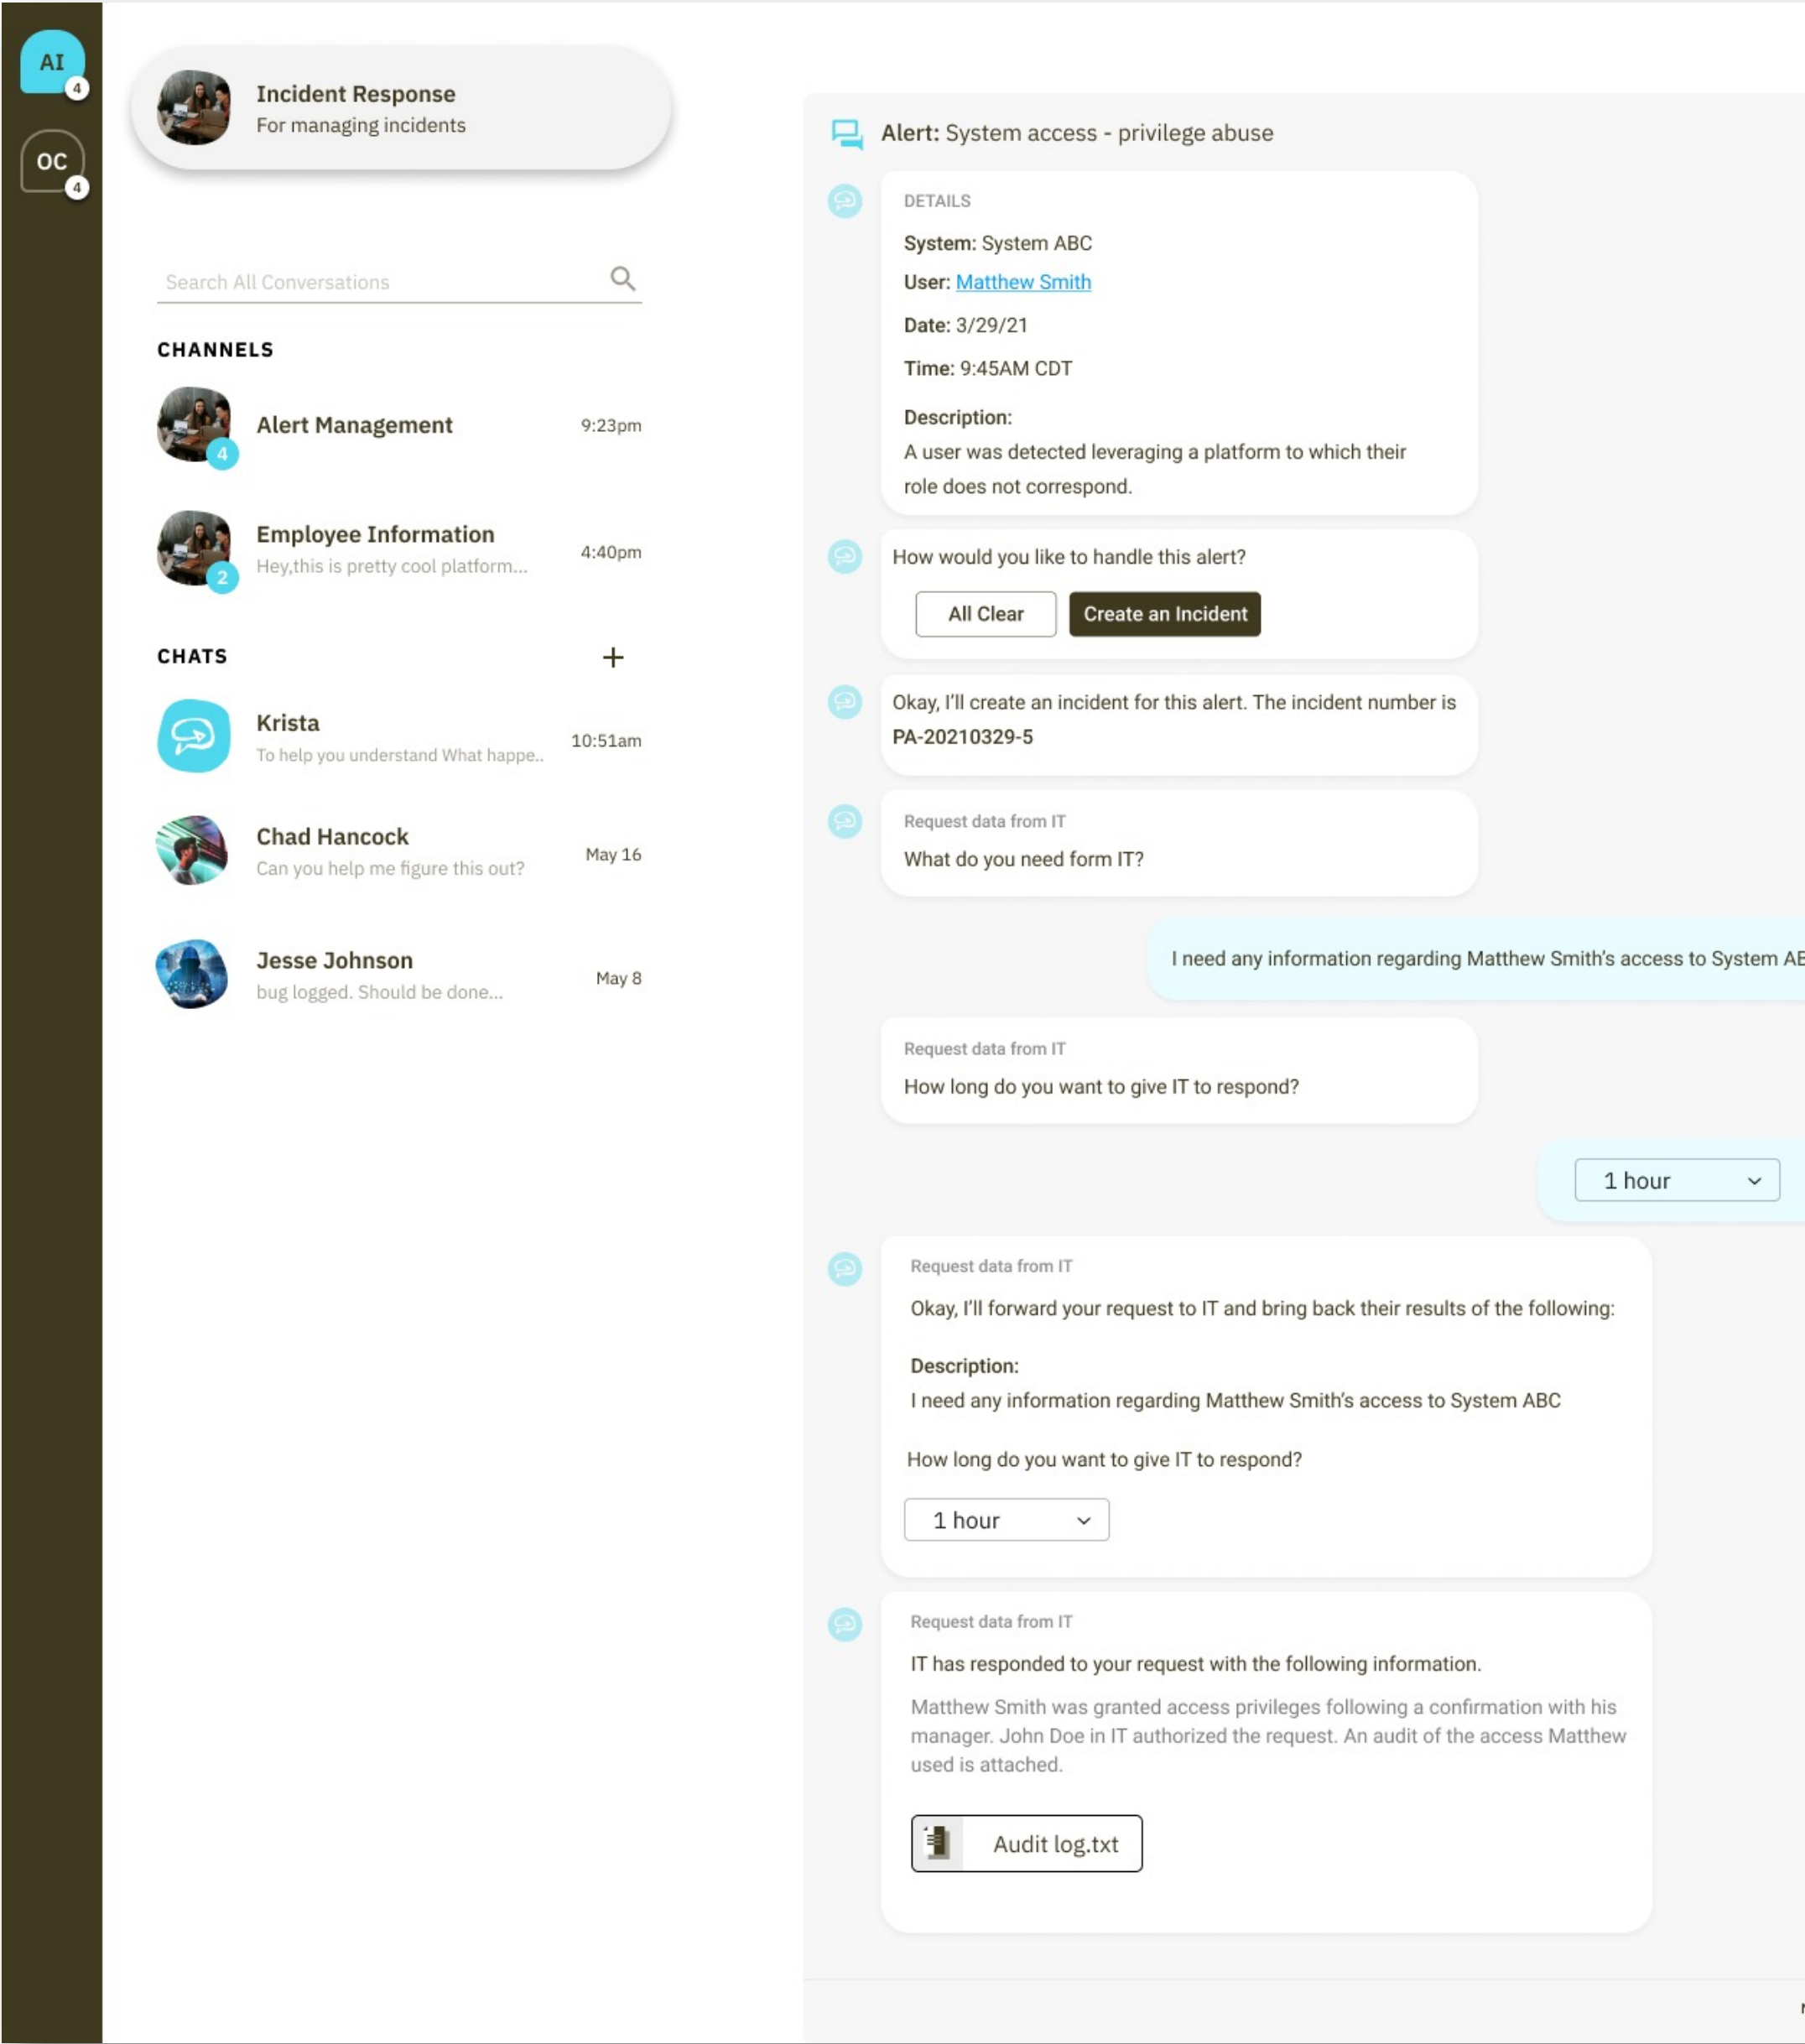 AI
4
OC
4
Incident Response
For managing incidents
Search All Conversations
CHANNELS
Alert Management
9:23pm
4
Employee Information
Hey,this is pretty cool platform...
4:40pm
2
CHATS
+
Krista
To help you understand What happe..
10:51am
Chad Hancock
Can you help me figure this out?
May 16
Jesse Johnson
bug logged. Should be done...
May 8
Alert: System access - privilege abuse
DETAILS
System: System ABC
User: Matthew Smith
Date: 3/29/21
Time: 9:45AM CDT
Description:
A user was detected leveraging a platform to which their
role does not correspond.
How would you like to handle this alert?
All Clear
Create an Incident
Okay, I'll create an incident for this alert. The incident number is
PA-20210329-5
Request data from IT
What do you need form IT?
I need any information regarding Matthew Smith's access to System
Request data from IT
How long do you want to give IT to respond?
1 hour
Request data from IT
Okay, I'll forward your request to IT and bring back their results of the following:
Description:
I need any information regarding Matthew Smith's access to System ABC
How long do you want to give IT to respond?
1 hour
Request data from IT
IT has responded to your request with the following information.
Matthew Smith was granted access privileges following a confirmation with his
manager. John Doe in IT authorized the request. An audit of the access Matthew
used is attached.
Audit log.txt